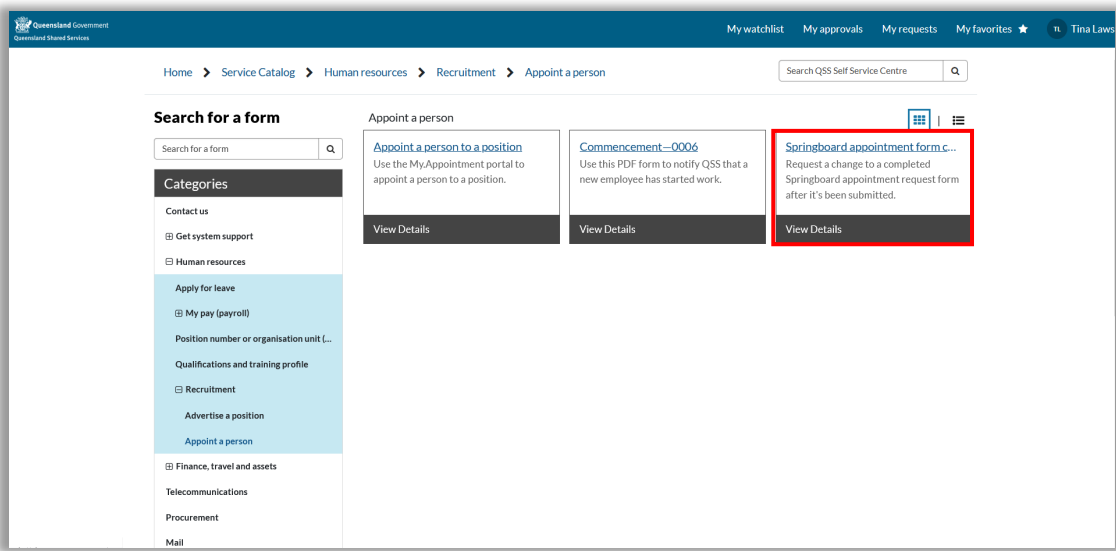 Queensland Government
Queensland Shared Services
My watchlist My approvals My requests My favorites TL Tina Laws
Home Service Catalog Human resources Recruitment Appoint a person
Search QSS Self Service Centre
Search for a form
Search for a form
Categories
Contact us
Get system support
Human resources
Apply for leave
My pay (payroll)
Position number or organisation unit (...
Qualifications and training profile
Recruitment
Advertise a position
Appoint a person
Finance, travel and assets
Telecommunications
Procurement
Mail
Appoint a person
Appoint a person to a position
Use the My.Appointment portal to
appoint a person to a position.
View Details
Commencement—0006
Use this PDF form to notify QSS that a
new employee has started work.
View Details
Springboard appointment form c...
Request a change to a completed
Springboard appointment request form
after it's been submitted.
View Details